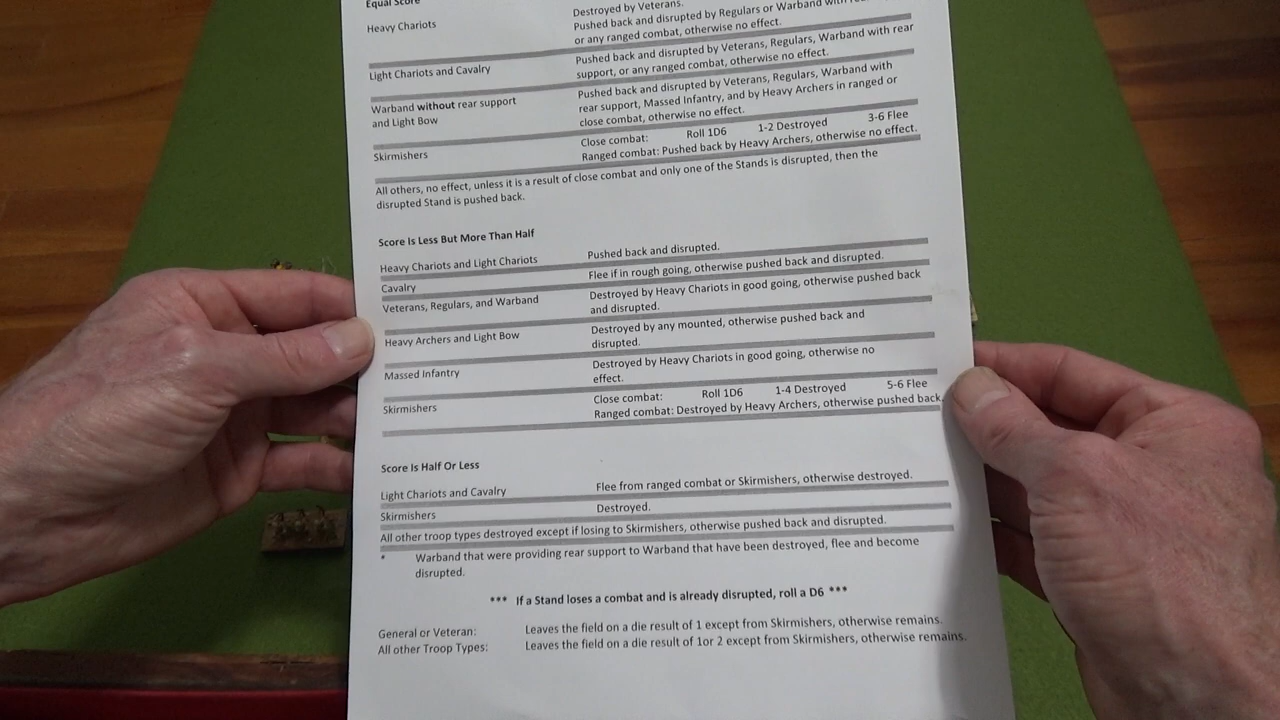 Equal Score
Destroyed by Veterans.
Heavy Chariots
Pushed back and disrupted by Regulars or Warband with
or any ranged combat, otherwise no effect.
Light Chariots and Cavalry
Pushed back and disrupted by Veterans, Regulars, Warband with rear
support, or any ranged combat, otherwise no effect.
Warband without rear support
and Light Bow
Pushed back and disrupted by Veterans, Regulars, Warband with
rear support, Massed Infantry, and by Heavy Archers in ranged or
close combat, otherwise no effect.
Skirmishers
Close combat: Roll 1D6 1-2 Destroyed 3-6 Flee
Ranged combat: Pushed back by Heavy Archers, otherwise no effect.
All others, no effect, unless it is a result of close combat and only one of the Stands is disrupted, then the
disrupted Stand is pushed back.
Score Is Less But More Than Half
Heavy Chariots and Light Chariots Pushed back and disrupted.
Cavalry Flee if in rough going, otherwise pushed back and disrupted.
Veterans, Regulars, and Warband Destroyed by Heavy Chariots in good going, otherwise pushed back
and disrupted.
Heavy Archers and Light Bow Destroyed by any mounted, otherwise pushed back and
disrupted.
Massed Infantry Destroyed by Heavy Chariots in good going, otherwise no
effect.
Skirmishers Close combat: Roll 1D6 1-4 Destroyed 5-6 Flee
Ranged combat: Destroyed by Heavy Archers, otherwise pushed back.
Score Is Half Or Less
Light Chariots and Cavalry Flee from ranged combat or Skirmishers, otherwise destroyed.
Skirmishers Destroyed.
All other troop types destroyed except if losing to Skirmishers, otherwise pushed back and disrupted.
* Warband that were providing rear support to Warband that have been destroyed, flee and become
disrupted.
*** If a Stand loses a combat and is already disrupted, roll a D6 ***
General or Veteran: Leaves the field on a die result of 1 except from Skirmishers, otherwise remains.
All other Troop Types: Leaves the field on a die result of 1or 2 except from Skirmishers, otherwise remains.